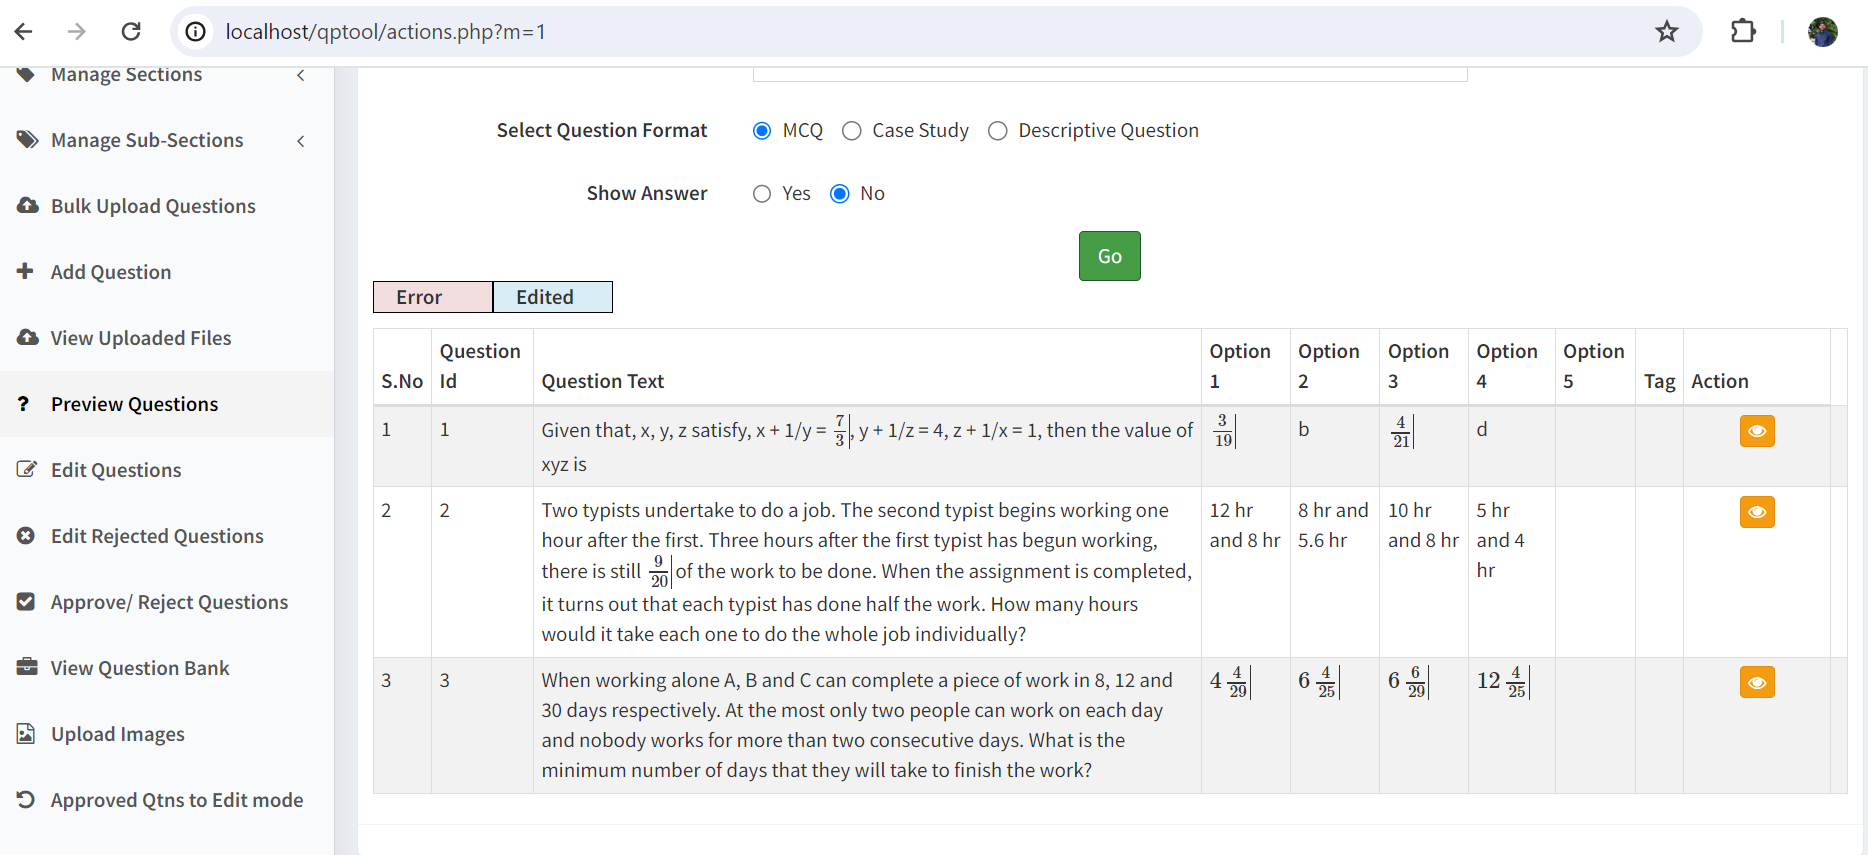 localhost/qptool/actions.php?m=1
Manage Sections
Manage Sub-Sections
Bulk Upload Questions
Add Question
View Uploaded Files
Preview Questions
Edit Questions
Edit Rejected Questions
Approve/ Reject Questions
View Question Bank
Upload Images
Approved Qtns to Edit mode
Select Question Format MCQ Case Study Descriptive Question
Show Answer Yes No
Go
Error Edited
S.No Question Id Question Text Option 1 Option 2 Option 3 Option 4 Option 5 Tag Action
1 1 Given that, x, y, z satisfy, x + 1/y = 7/3|, y + 1/z = 4, z + 1/x = 1, then the value of
xyz is
3/19| b 4/21| d
2 2 Two typists undertake to do a job. The second typist begins working one
hour after the first. Three hours after the first typist has begun working,
there is still 9/20| of the work to be done. When the assignment is completed,
it turns out that each typist has done half the work. How many hours
would it take each one to do the whole job individually?
12 hr
and 8 hr
8 hr and
5.6 hr
10 hr
and 8 hr
5 hr
and 4
hr
3 3 When working alone A, B and C can complete a piece of work in 8, 12 and
30 days respectively. At the most only two people can work on each day
and nobody works for more than two consecutive days. What is the
minimum number of days that they will take to finish the work?
4 4/29| 6 4/25| 6 6/29| 12 4/25|